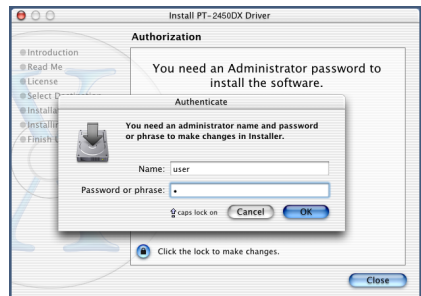 Install PT-2450DX Driver
Authorization
Introduction
Read Me
License
Select
You need an Administrator password to
install the software.
Authenticate
You need an administrator name and password
or phrase to make changes in Installer.
Name: user
Password or phrase: •
caps lock on
Cancel
OK
Finish
Click the lock to make changes.
Close